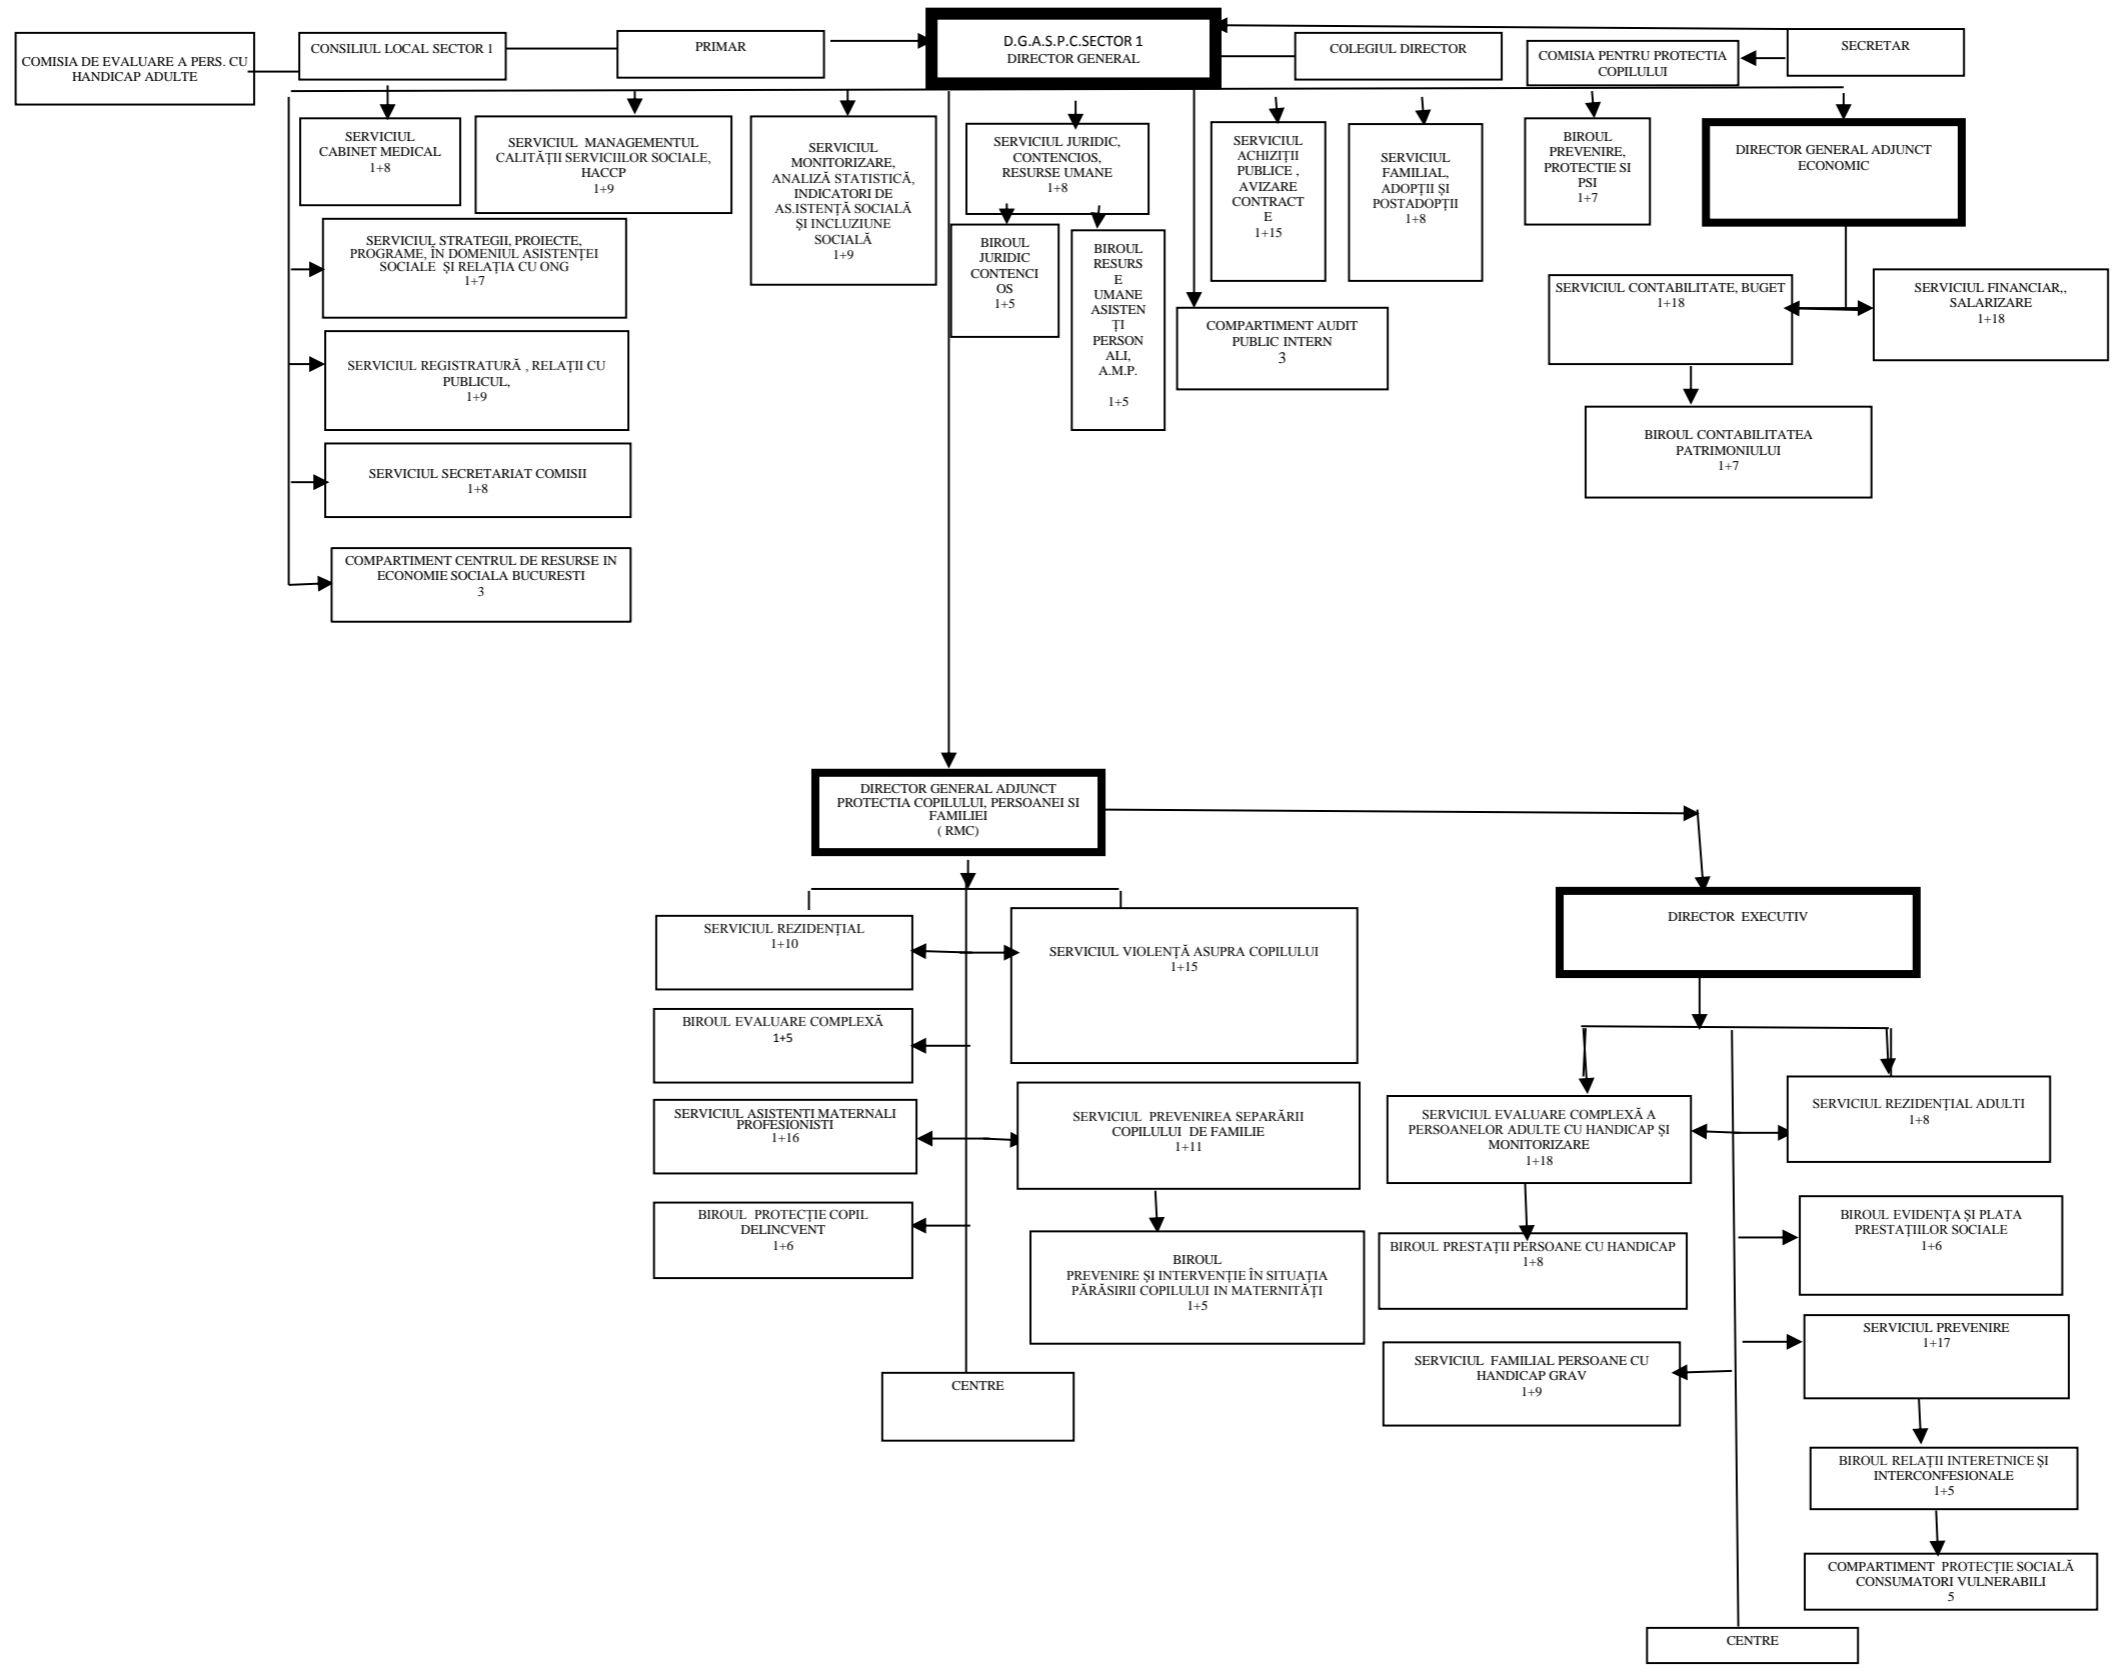 COMISIA DE EVALUARE A PERS. CU
HANDICAP ADULTE
CONSILIUL LOCAL SECTOR 1
PRIMAR
D.G.A.S.P.C.SECTOR 1
DIRECTOR GENERAL
COLEGIUL DIRECTOR
COMISIA PENTRU PROTECTIA
COPILULUI
SECRETAR
SERVICIUL
CABINET MEDICAL
1+8
SERVICIUL MANAGEMENTUL
CALITĂȚII SERVICIILOR SOCIALE,
HACCP
1+9
SERVICIUL
MONITORIZARE,
ANALIZĂ STATISTICĂ,
INDICATORI DE
AS.ISTENȚĂ SOCIALĂ
ȘI INCLUZIUNE
SOCIALĂ
1+9
SERVICIUL JURIDIC,
CONTENCIOS,
RESURSE UMANE
1+8
SERVICIUL
ACHIZIȚII
PUBLICE ,
AVIZARE
CONTRACT
E
1+15
SERVICIUL
FAMILIAL,
ADOPȚII ȘI
POSTADOPȚII
1+8
BIROUL
PREVENIRE,
PROTECTIE SI
PSI
1+7
DIRECTOR GENERAL ADJUNCT
ECONOMIC
SERVICIUL STRATEGII, PROIECTE,
PROGRAME, ÎN DOMENIUL ASISTENȚEI
SOCIALE ȘI RELAȚIA CU ONG
1+7
BIROUL
JURIDIC
CONTENCI
OS
1+5
BIROUL
RESURS
E
UMANE
ASISTEN
ȚI
PERSON
ALI,
A.M.P.
1+5
COMPARTIMENT AUDIT
PUBLIC INTERN
3
SERVICIUL CONTABILITATE, BUGET
1+18
SERVICIUL FINANCIAR,,
SALARIZARE
1+18
SERVICIUL REGISTRATURĂ , RELAȚII CU
PUBLICUL,
1+9
BIROUL CONTABILITATEA
PATRIMONIULUI
1+7
SERVICIUL SECRETARIAT COMISII
1+8
COMPARTIMENT CENTRUL DE RESURSE IN
ECONOMIE SOCIALA BUCURESTI
3
DIRECTOR GENERAL ADJUNCT
PROTECTIA COPILULUI, PERSOANEI SI
FAMILIEI
( RMC)
DIRECTOR EXECUTIV
SERVICIUL REZIDENȚIAL
1+10
SERVICIUL VIOLENȚĂ ASUPRA COPILULUI
1+15
BIROUL EVALUARE COMPLEXĂ
1+5
SERVICIUL ASISTENTI MATERNALI
PROFESIONISTI
1+16
SERVICIUL PREVENIREA SEPARĂRII
COPILULUI DE FAMILIE
1+11
BIROUL PROTECȚIE COPIL
DELINCVENT
1+6
BIROUL
PREVENIRE ȘI INTERVENȚIE ÎN SITUAȚIA
PĂRĂSIRII COPILULUI IN MATERNITĂȚI
1+5
CENTRE
SERVICIUL EVALUARE COMPLEXĂ A
PERSOANELOR ADULTE CU HANDICAP ȘI
MONITORIZARE
1+18
SERVICIUL REZIDENȚIAL ADULTI
1+8
BIROUL PRESTAȚII PERSOANE CU HANDICAP
1+8
BIROUL EVIDENȚA ȘI PLATA
PRESTAȚIILOR SOCIALE
1+6
SERVICIUL FAMILIAL PERSOANE CU
HANDICAP GRAV
1+9
SERVICIUL PREVENIRE
1+17
BIROUL RELAȚII INTERETNICE ȘI
INTERCONFESIONALE
1+5
COMPARTIMENT PROTECȚIE SOCIALĂ
CONSUMATORI VULNERABILI
5
CENTRE